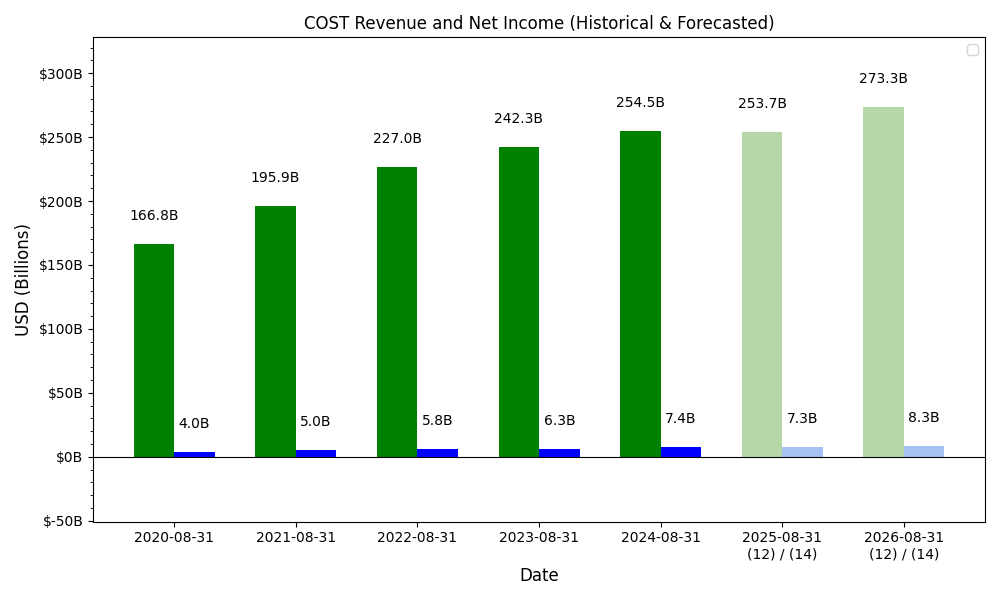 COST Revenue and Net Income (Historical & Forecasted)
$300B
$250B
$200B
$150B
$100B
$50B
$0B
$-50B
USD (Billions)
166.8B
4.0B
195.9B
5.0B
227.0B
5.8B
242.3B
6.3B
254.5B
7.4B
253.7B
7.3B
273.3B
8.3B
2020-08-31
2021-08-31
2022-08-31
2023-08-31
2024-08-31
2025-08-31
(12) / (14)
2026-08-31
(12) / (14)
Date